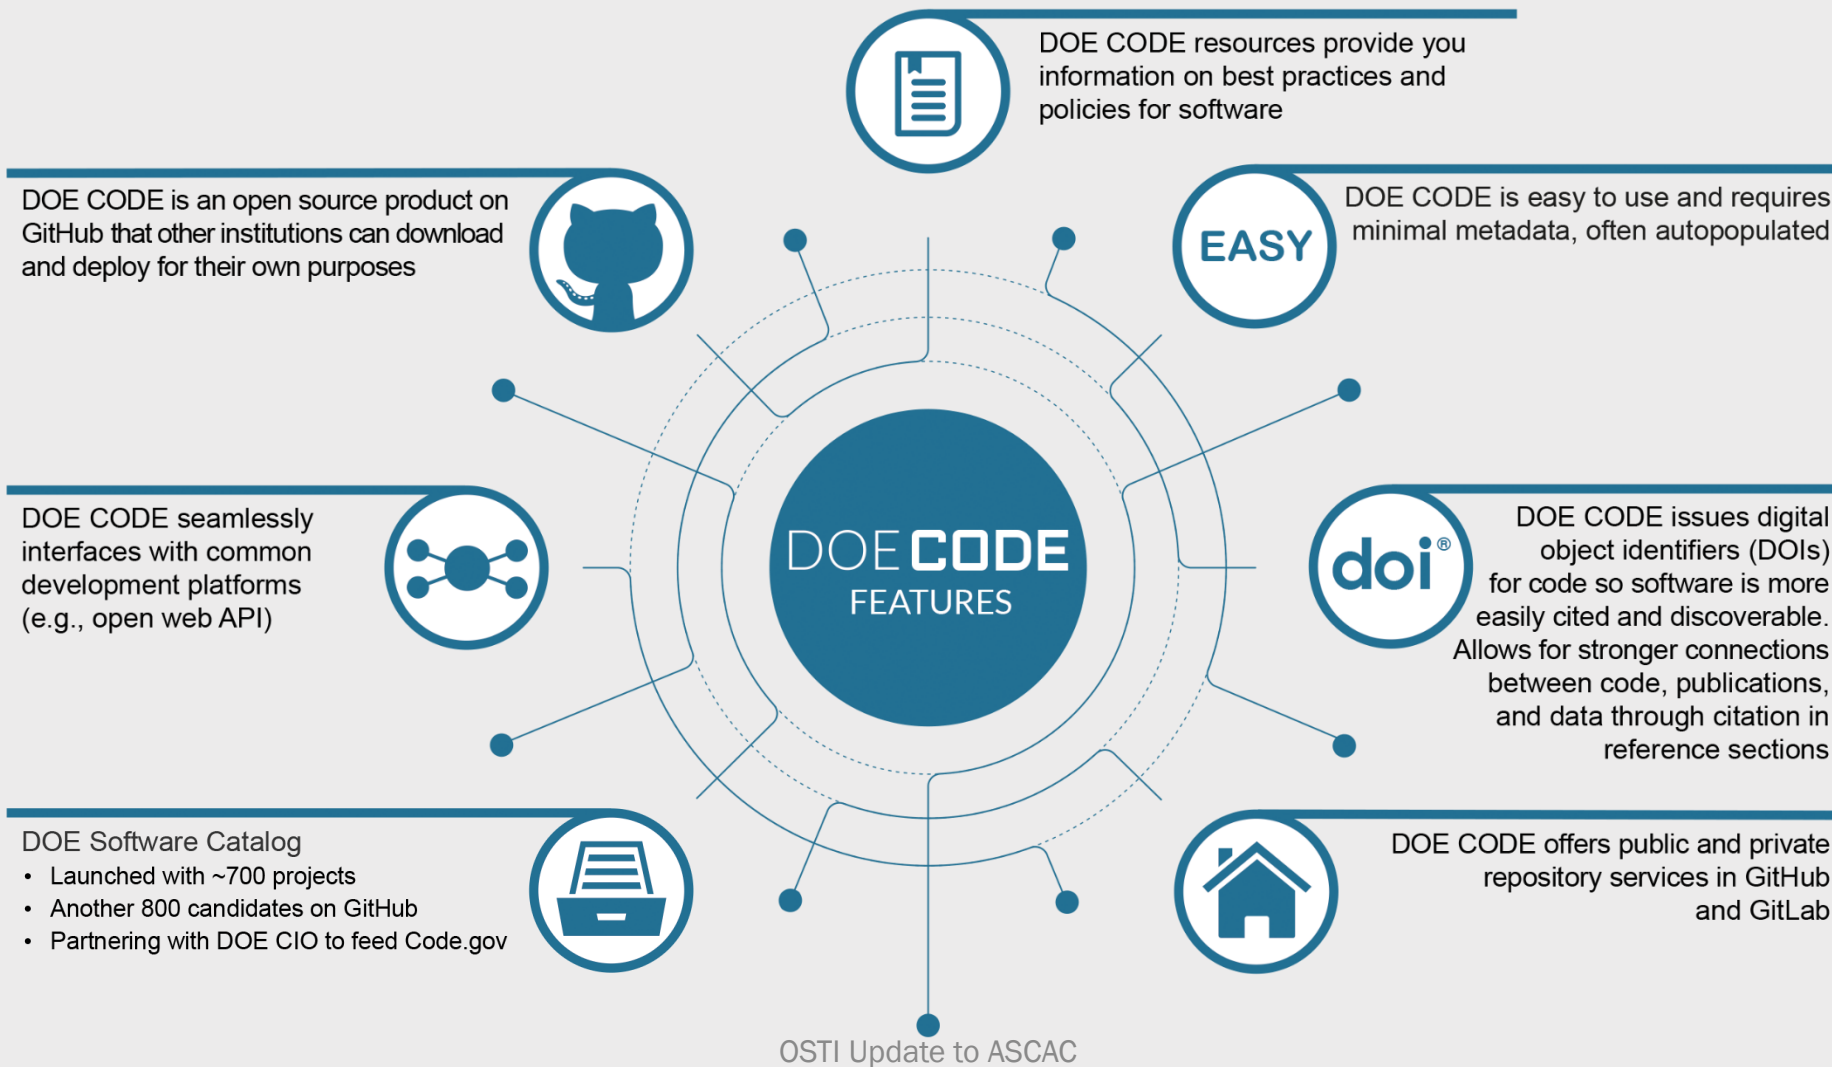 DOE CODE resources provide you
information on best practices and
policies for software
DOE CODE is an open source product on
GitHub that other institutions can download
and deploy for their own purposes
EASY
DOE CODE is easy to use and requires
minimal metadata, often autopopulated
DOE CODE seamlessly
interfaces with common
development platforms
(e.g., open web API)
DOE CODE
FEATURES
doi®
DOE CODE issues digital
object identifiers (DOIs)
for code so software is more
easily cited and discoverable.
Allows for stronger connections
between code, publications,
and data through citation in
reference sections
DOE Software Catalog
• Launched with ~700 projects
• Another 800 candidates on GitHub
• Partnering with DOE CIO to feed Code.gov
DOE CODE offers public and private
repository services in GitHub
and GitLab
OSTI Update to ASCAC